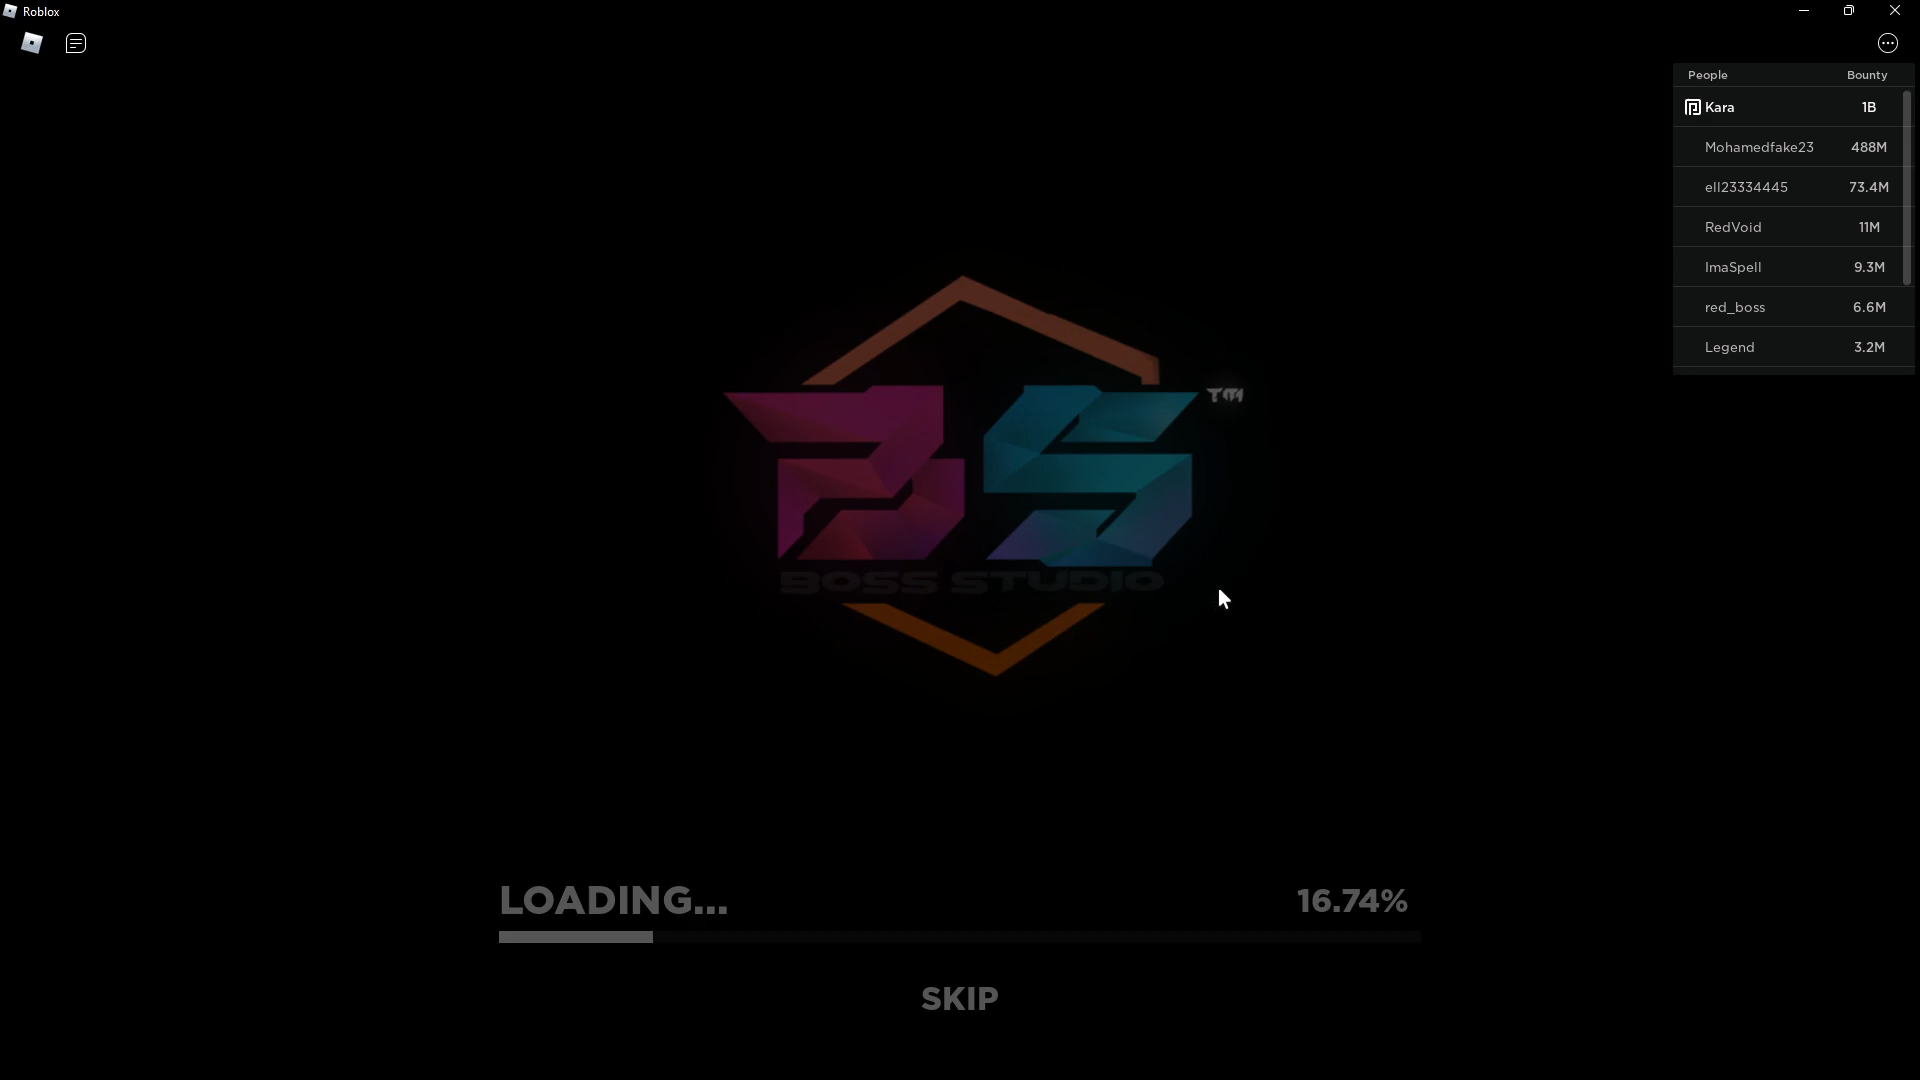 Roblox
People Bounty
Kara 1B
Mohamedfake23 488M
ell23334445 73.4M
RedVoid 11M
ImaSpell 9.3M
red_boss 6.6M
Legend 3.2M
BS TM
BOSS STUDIO
LOADING... 16.74%
SKIP